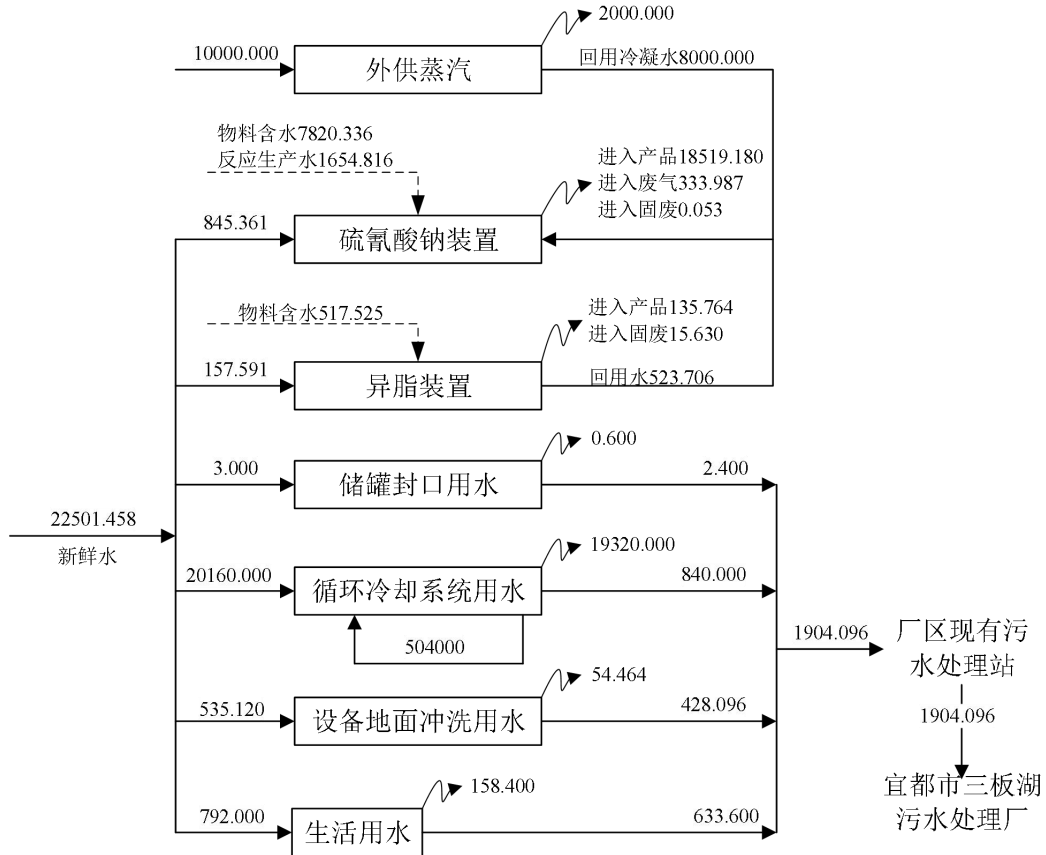 2000.000
10000.000
外供蒸汽
回用冷凝水8000.000
物料含水7820.336
反应生产水1654.816
进入产品18519.180
进入废气333.987
进入固废0.053
845.361
硫氰酸钠装置
物料含水517.525
进入产品135.764
进入固废15.630
157.591
异脂装置
回用水523.706
0.600
3.000
储罐封口用水
2.400
22501.458
新鲜水
19320.000
20160.000
循环冷却系统用水
840.000
504000
1904.096
厂区现有污
水处理站
54.464
535.120
设备地面冲洗用水
428.096
1904.096
158.400
792.000
生活用水
633.600
宜都市三板湖
污水处理厂